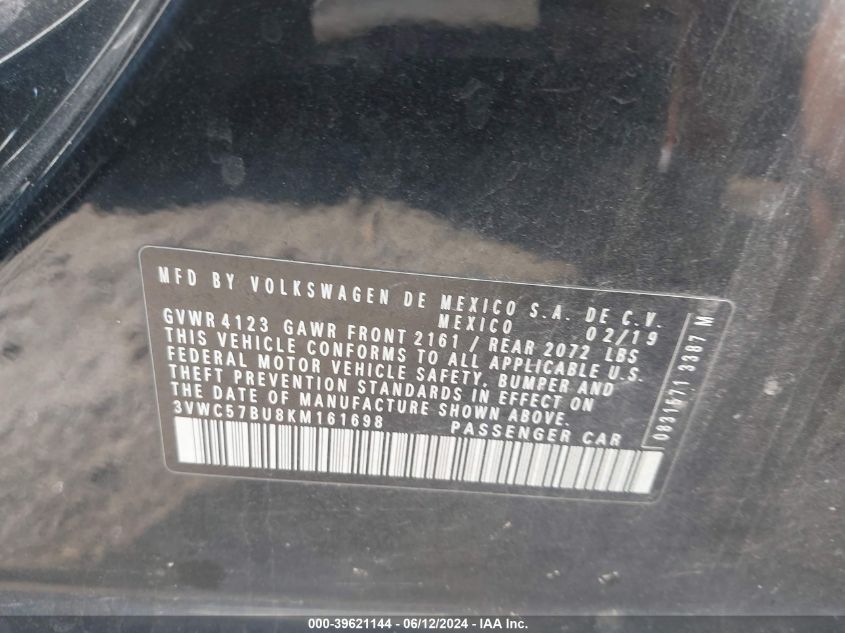 MFD BY VOLKSWAGEN DE MEXICO S.A. DE C.V.
MEXICO 02/19
GVWR 4123 GAWR FRONT 2161 / REAR 2072 LBS
THIS VEHICLE CONFORMS TO ALL APPLICABLE U.S.
FEDERAL MOTOR VEHICLE SAFETY, BUMPER AND
THEFT PREVENTION STANDARDS IN EFFECT ON
THE DATE OF MANUFACTURE SHOWN ABOVE.
3VWC57BU8KM161698 PASSENGER CAR
0831571 3387 M
000-39621144 - 06/12/2024 - IAA Inc.